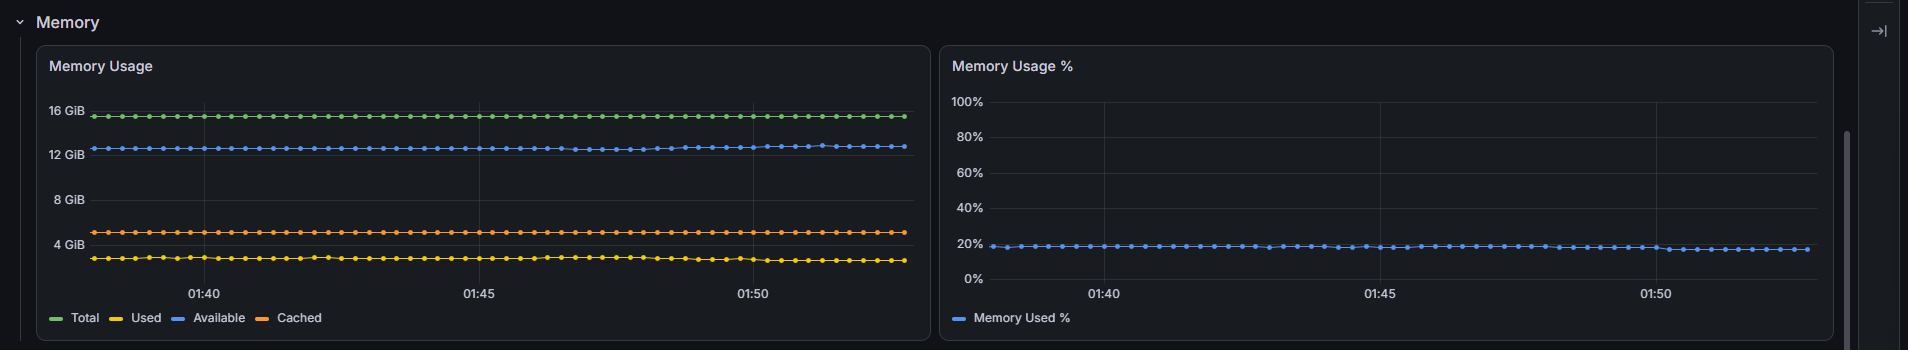 Memory
Memory Usage
16 GiB
12 GiB
8 GiB
4 GiB
01:40 01:45 01:50
Total Used Available Cached
Memory Usage %
100%
80%
60%
40%
20%
0%
01:40 01:45 01:50
Memory Used %